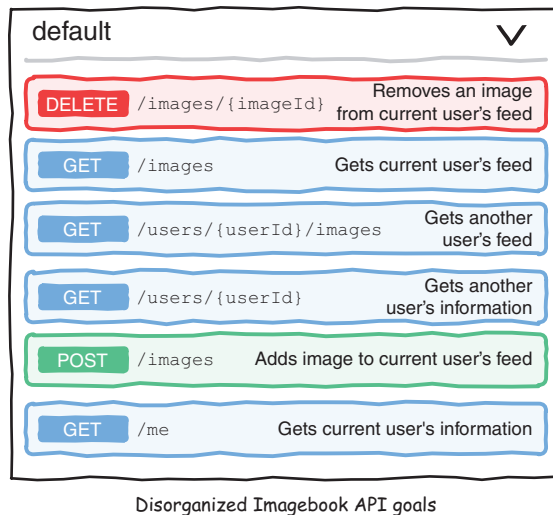 default
DELETE /images/{imageId} Removes an image
from current user's feed
GET /images Gets current user's feed
GET /users/{userId}/images Gets another
user's feed
GET /users/{userId} Gets another
user's information
POST /images Adds image to current user's feed
GET /me Gets current user's information
Disorganized Imagebook API goals